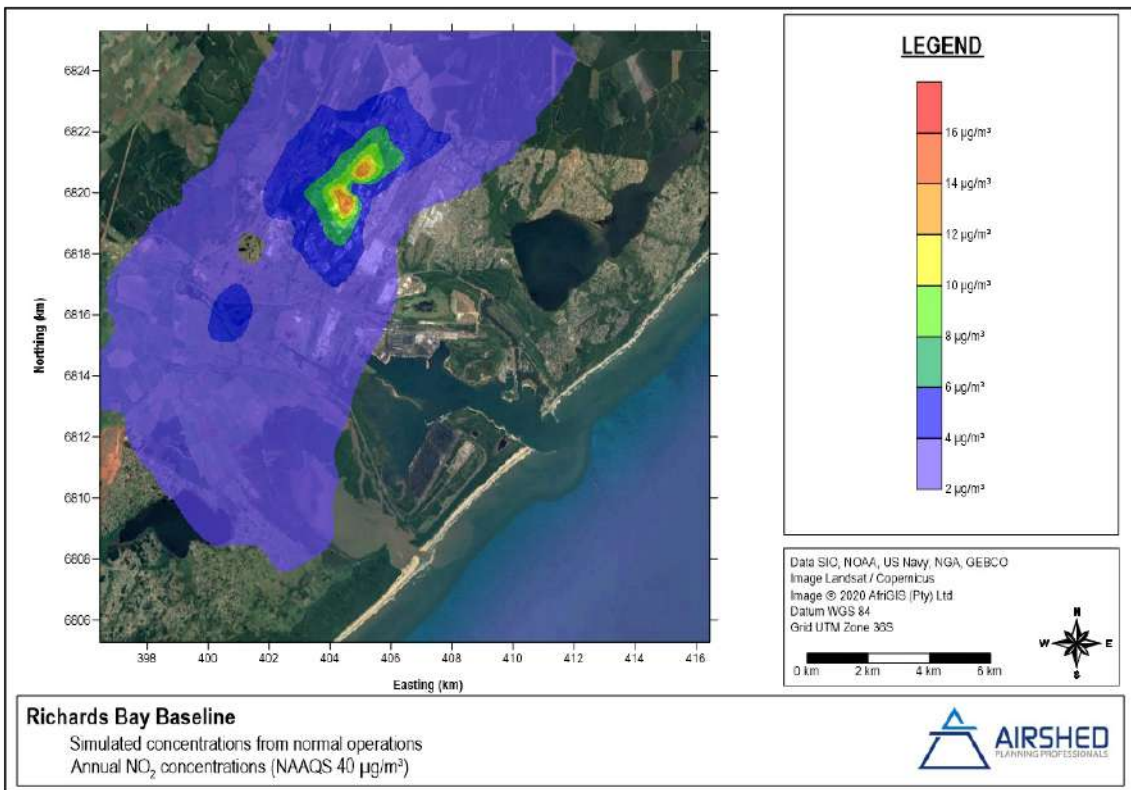 6824
6822
6820
6818
6816
6814
6812
6810
6808
6806
Northing (km)
398 400 402 404 406 408 410 412 414 416
Easting (km)
LEGEND
16 µg/m³
14 µg/m³
12 µg/m³
10 µg/m³
8 µg/m³
6 µg/m³
4 µg/m³
2 µg/m³
Data SIO, NOAA, US Navy, NGA, GEBCO
Image Landsat / Copernicus
Image © 2020 AfriGIS (Pty) Ltd
Datum WGS 84
Grid UTM Zone 36S
0 km 2 km 4 km 6 km
N
W E
S
Richards Bay Baseline
Simulated concentrations from normal operations
Annual NO₂ concentrations (NAAQS 40 µg/m³)
AIRSHED
PLANNING PROFESSIONALS